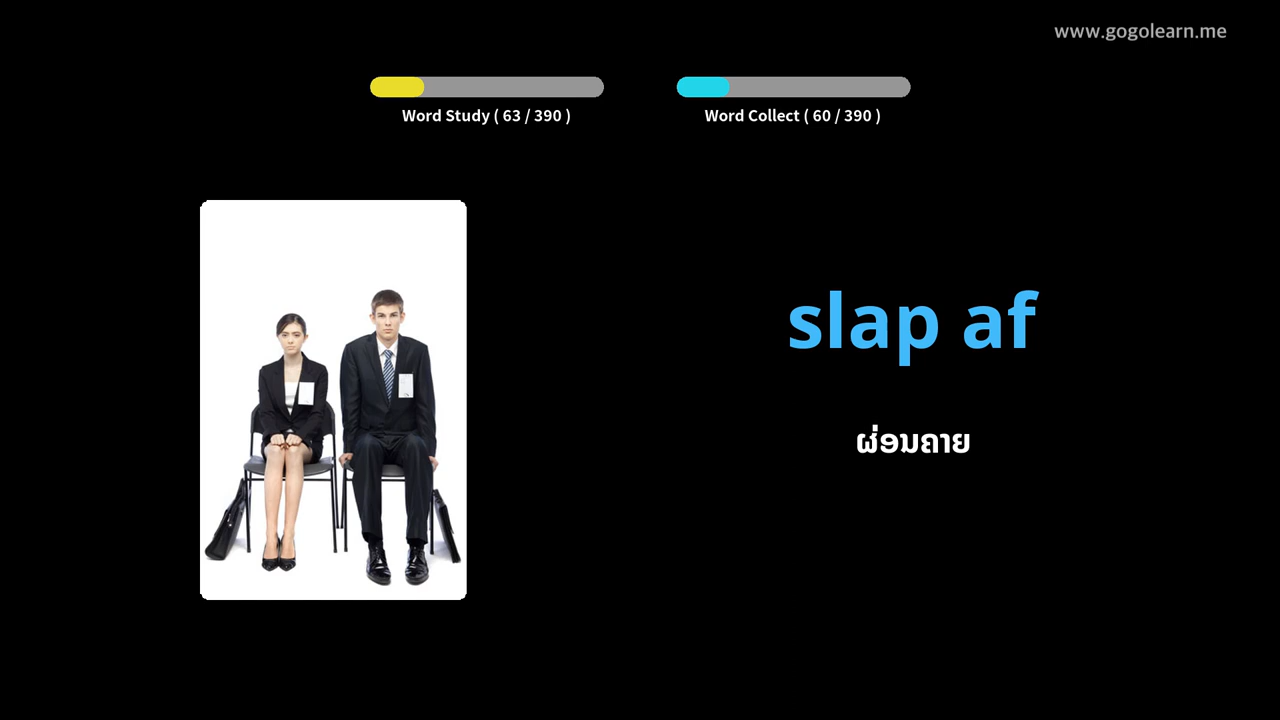 www.gogolearn.me
Word Study ( 63 / 390 )
Word Collect ( 60 / 390 )
slap af
ຜ່ອນຄາຍ